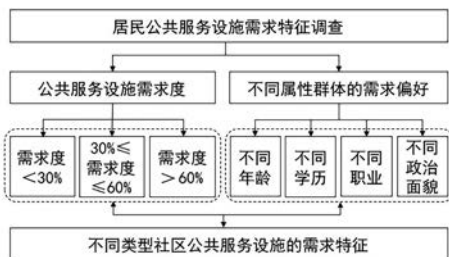 居民公共服务设施需求特征调查
公共服务设施需求度
不同属性群体的需求偏好
需求度
＜30%
30%≤
需求度
≤60%
需求度
＞60%
不同
年龄
不同
学历
不同
职业
不同
政治
面貌
不同类型社区公共服务设施的需求特征